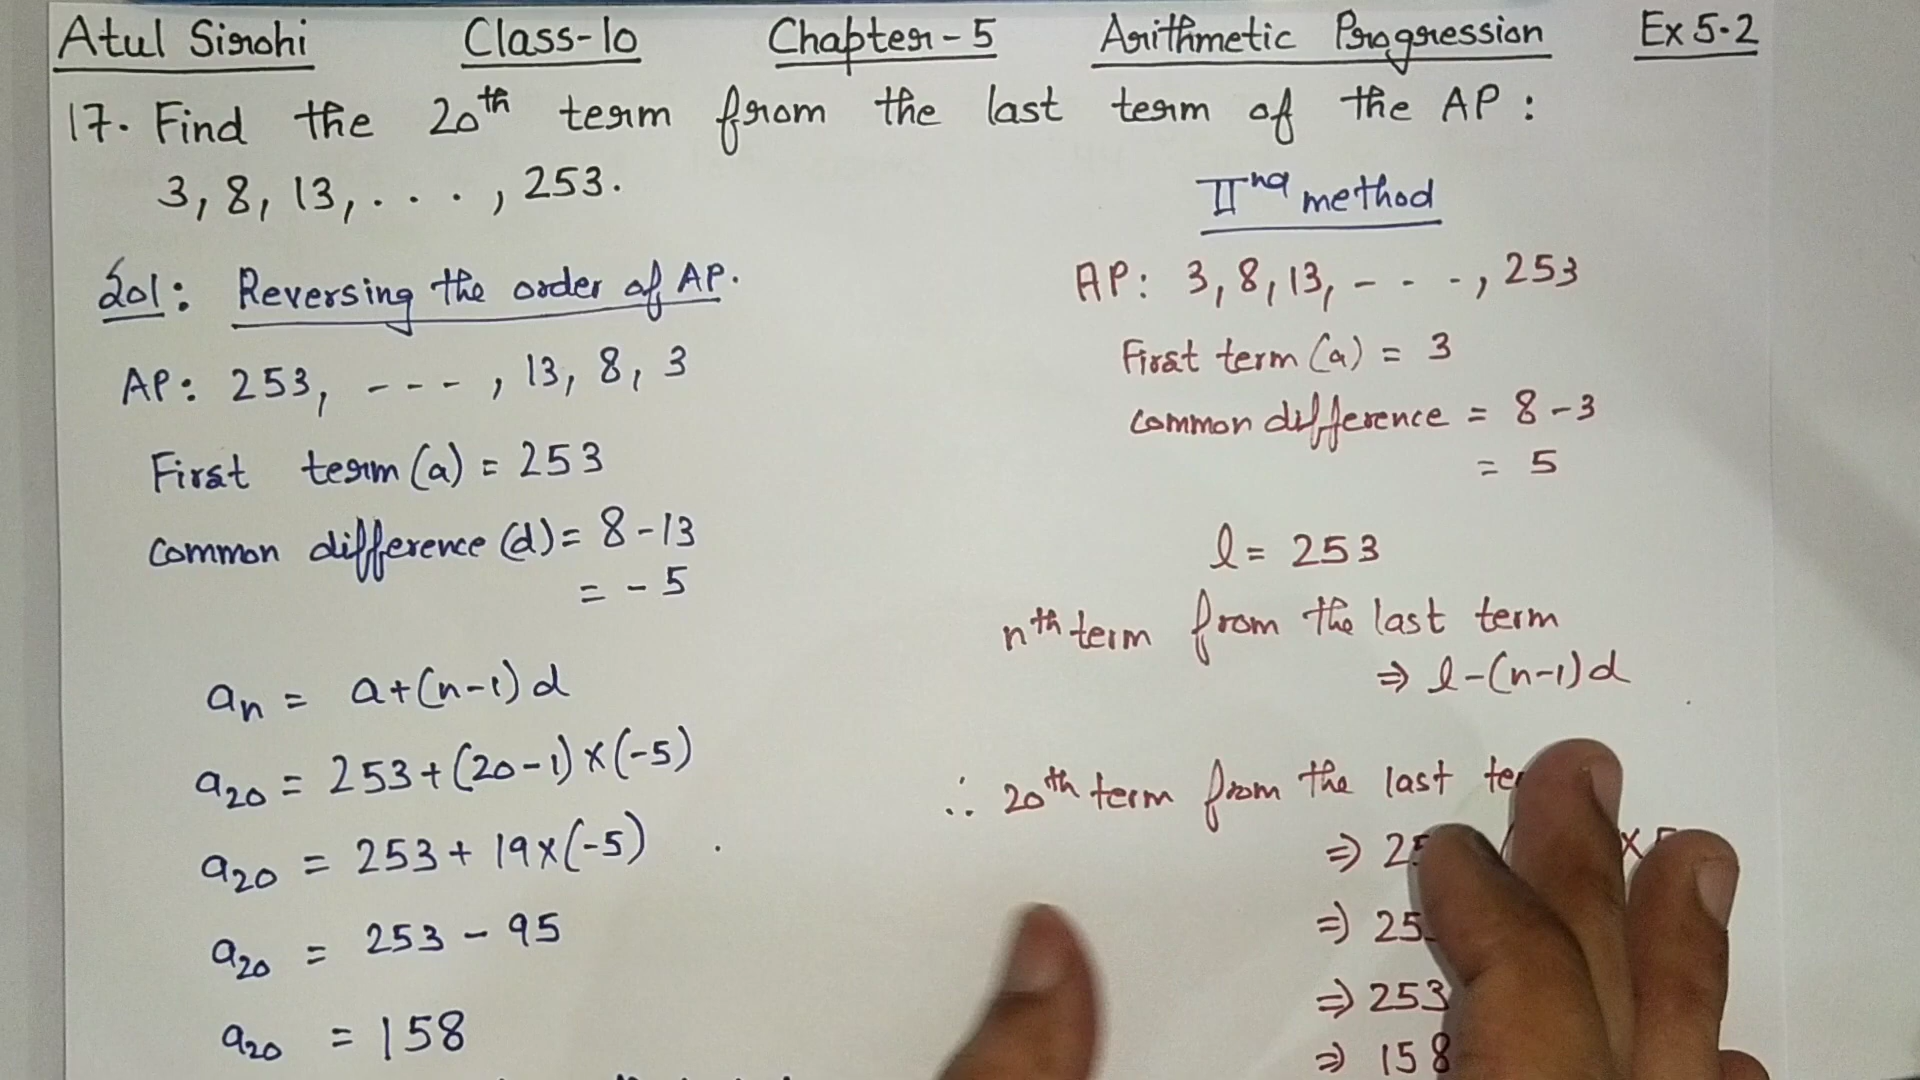 Atul Sirohi Class-10 Chapter-5 Arithmetic Progression Ex 5.2
17. Find the 20th term from the last term of the AP :
3, 8, 13, . . . , 253.
Sol: Reversing the order of AP.
AP: 253, ---- , 13, 8, 3
First term (a) = 253
Common difference (d) = 8 - 13
= - 5
an = a+(n-1) d
a20 = 253+(20-1)×(-5)
a20 = 253+ 19×(-5)
a20 = 253 - 95
a20 = 158
IInd method
AP: 3, 8, 13, - - - , 253
First term (a) = 3
Common difference = 8 - 3
= 5
l = 253
nth term from the last term
⇒ l-(n-1)d
∴ 20th term from the last
⇒
⇒
⇒ 253
⇒ 158